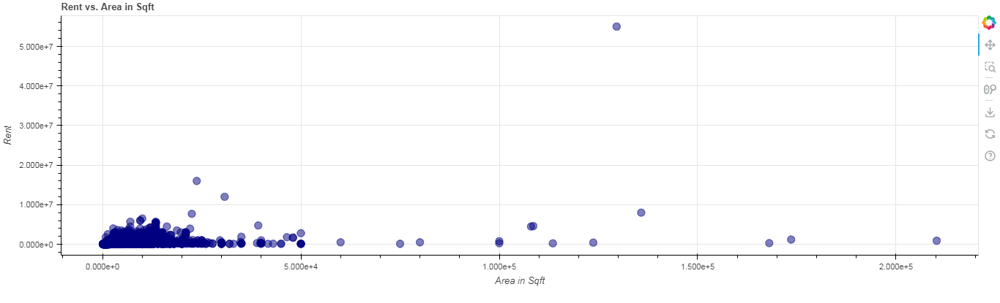 Rent vs. Area in Sqft
5.000e+7
4.000e+7
3.000e+7
2.000e+7
1.000e+7
0.000e+0
Rent
0.000e+0 5.000e+4 1.000e+5 1.500e+5 2.000e+5
Area in Sqft